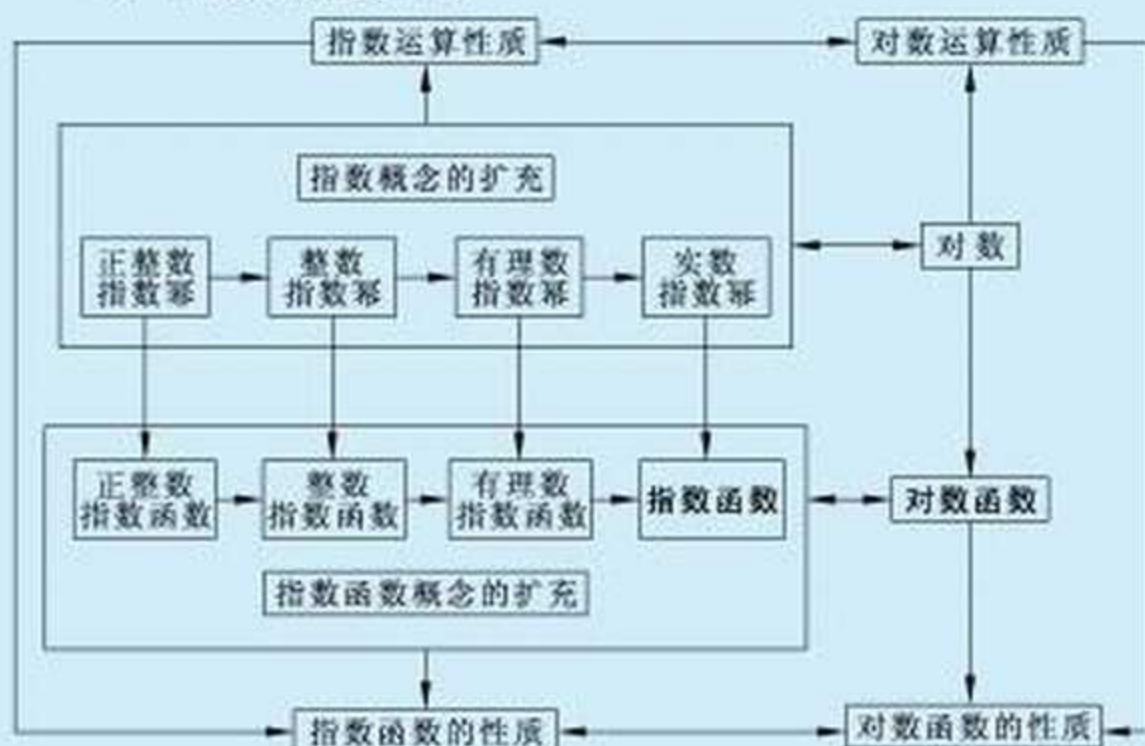 指数运算性质
对数运算性质
指数概念的扩充
正整数
指数幂
整数
指数幂
有理数
指数幂
实数
指数幂
对数
正整数
指数函数
整数
指数函数
有理数
指数函数
指数函数
对数函数
指数函数概念的扩充
指数函数的性质
对数函数的性质